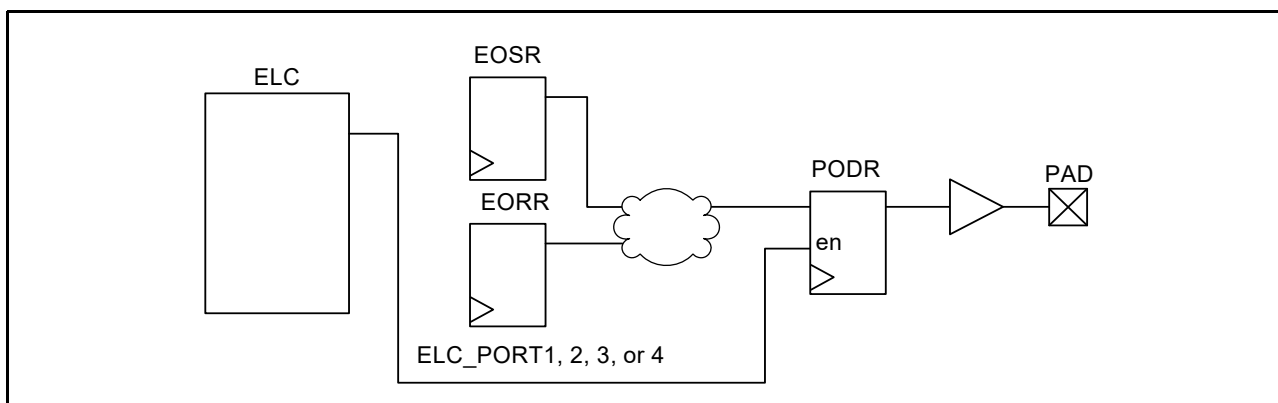 ELC
EOSR
EORR
PODR
en
PAD
ELC_PORT1, 2, 3, or 4